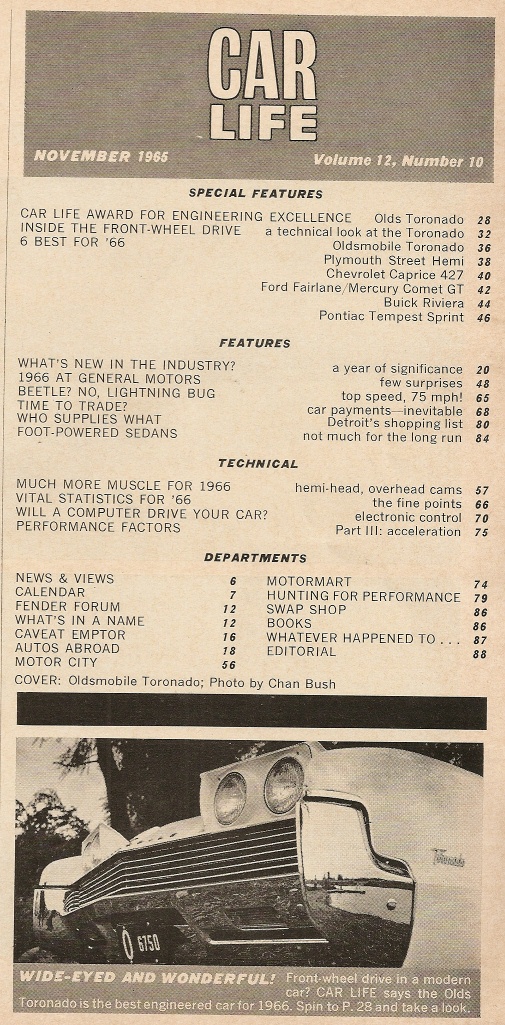 CAR
LIFE
NOVEMBER 1965 Volume 12, Number 10
SPECIAL FEATURES
CAR LIFE AWARD FOR ENGINEERING EXCELLENCE Olds Toronado 28
INSIDE THE FRONT-WHEEL DRIVE a technical look at the Toronado 32
6 BEST FOR '66 Oldsmobile Toronado 36
Plymouth Street Hemi 38
Chevrolet Caprice 427 40
Ford Fairlane/Mercury Comet GT 42
Buick Riviera 44
Pontiac Tempest Sprint 46
FEATURES
WHAT'S NEW IN THE INDUSTRY? a year of significance 20
1966 AT GENERAL MOTORS few surprises 48
BEETLE? NO, LIGHTNING BUG top speed, 75 mph! 65
TIME TO TRADE? car payments—inevitable 68
WHO SUPPLIES WHAT Detroit's shopping list 80
FOOT-POWERED SEDANS not much for the long run 84
TECHNICAL
MUCH MORE MUSCLE FOR 1966 hemi-head, overhead cams 57
VITAL STATISTICS FOR '66 the fine points 66
WILL A COMPUTER DRIVE YOUR CAR? electronic control 70
PERFORMANCE FACTORS Part III: acceleration 75
DEPARTMENTS
NEWS & VIEWS 6
CALENDAR 7
FENDER FORUM 12
WHAT'S IN A NAME 12
CAVEAT EMPTOR 16
AUTOS ABROAD 18
MOTOR CITY 56
MOTORMART 74
HUNTING FOR PERFORMANCE 79
SWAP SHOP 86
BOOKS 86
WHATEVER HAPPENED TO . . . 87
EDITORIAL 88
COVER: Oldsmobile Toronado; Photo by Chan Bush
Toronado
0 6750
WIDE-EYED AND WONDERFUL! Front-wheel drive in a modern
car? CAR LIFE says the Olds
Toronado is the best engineered car for 1966. Spin to P. 28 and take a look.